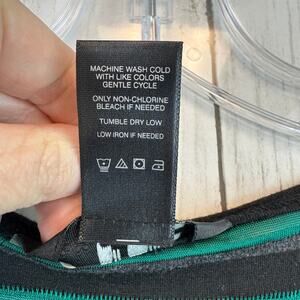 MACHINE WASH COLD
WITH LIKE COLORS
GENTLE CYCLE
ONLY NON-CHLORINE
BLEACH IF NEEDED
TUMBLE DRY LOW
LOW IRON IF NEEDED